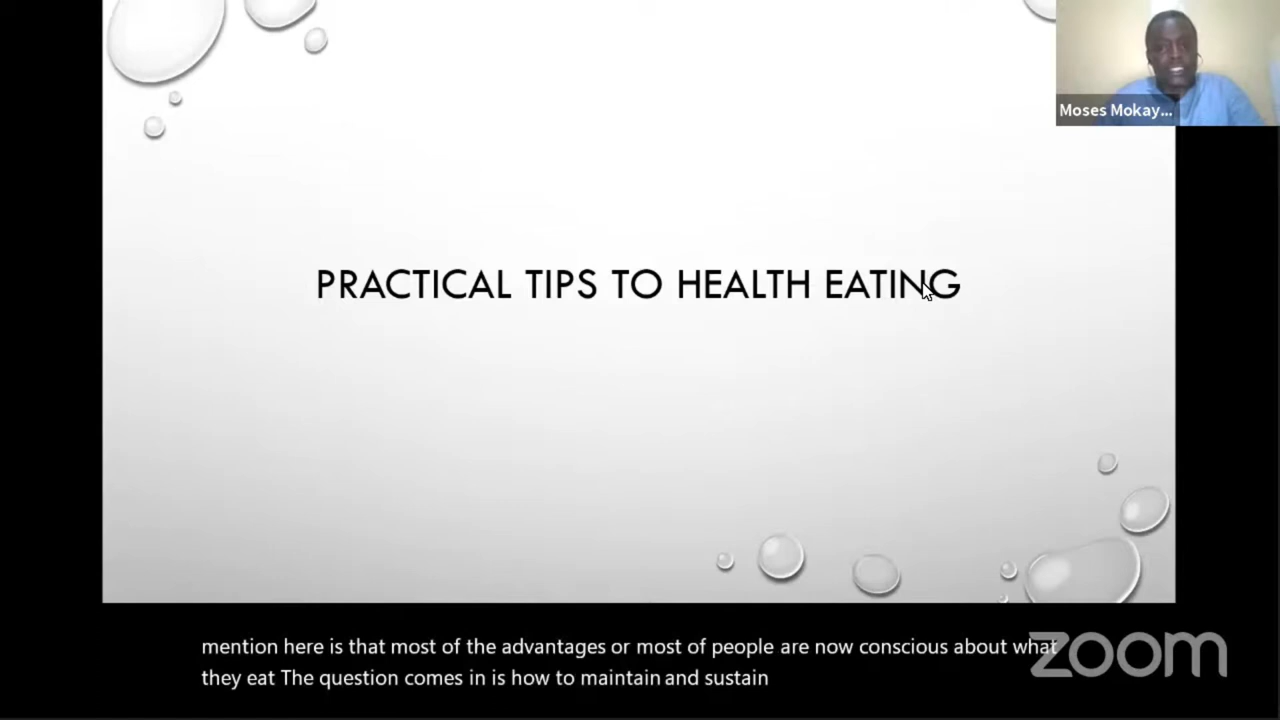 Moses Mokay...
PRACTICAL TIPS TO HEALTH EATING
mention here is that most of the advantages or most of people are now conscious about what
they eat The question comes in is how to maintain and sustain
zoom